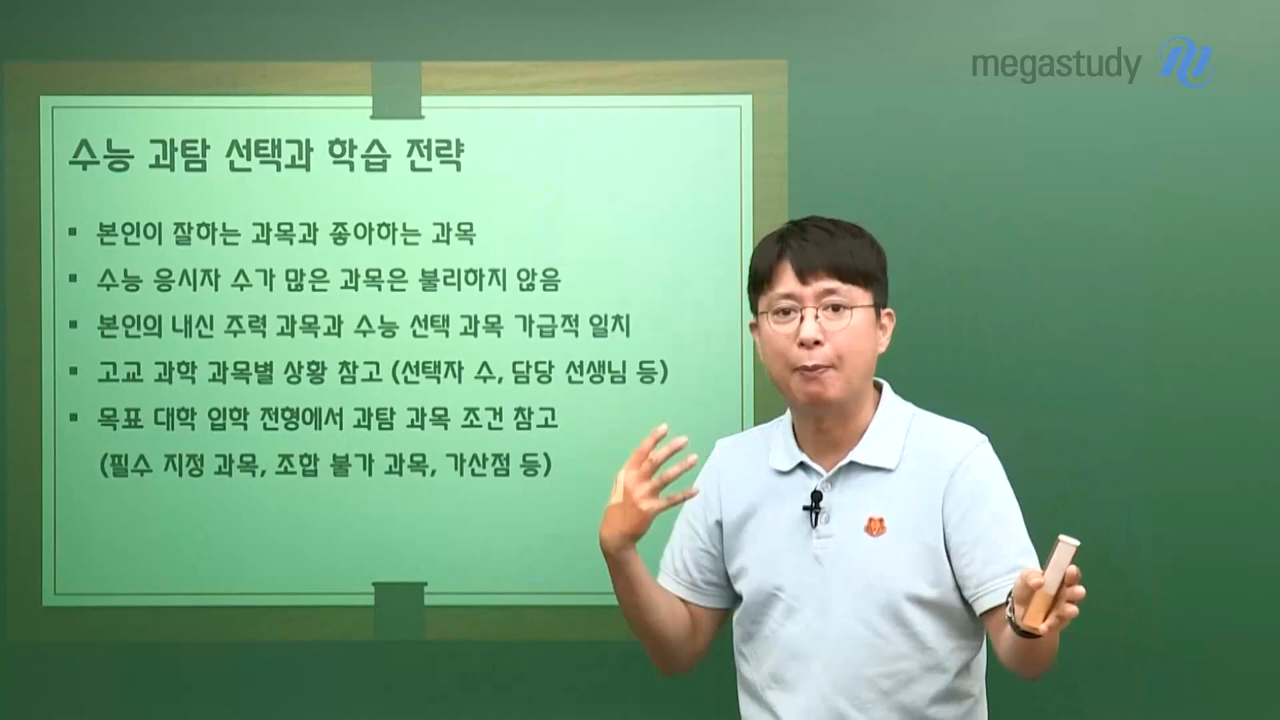 megastudy
수능 과탐 선택과 학습 전략
▪ 본인이 잘하는 과목과 좋아하는 과목
▪ 수능 응시자 수가 많은 과목은 불리하지 않음
▪ 본인의 내신 주력 과목과 수능 선택 과목 가급적 일치
▪ 고교 과학 과목별 상황 참고 (선택자 수, 담당 선생님 등)
▪ 목표 대학 입학 전형에서 과탐 과목 조건 참고
(필수 지정 과목, 조합 불가 과목, 가산점 등)